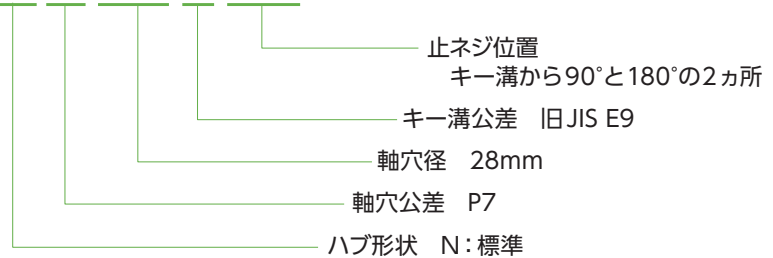 止ネジ位置
キー溝から90°と180°の2ヵ所
キー溝公差　旧JIS E9
軸穴径　28mm
軸穴公差　P7
ハブ形状　N：標準